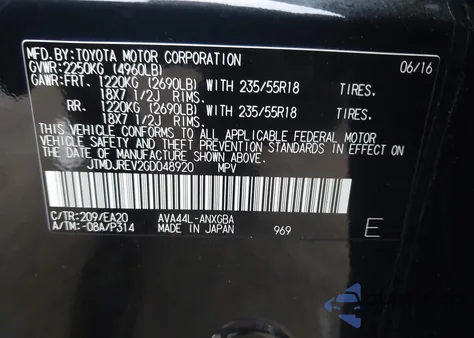 MFD.BY:TOYOTA MOTOR CORPORATION 06/16
GVWR:2250KG (4960LB)
GAWR:FRT. 1220KG (2690LB) WITH 235/55R18 TIRES.
18X7 1/2J RIMS.
RR. 1220KG (2690LB) WITH 235/55R18 TIRES.
18X7 1/2J RIMS.
THIS VEHICLE CONFORMS TO ALL APPLICABLE FEDERAL MOTOR
VEHICLE SAFETY AND THEFT PREVENTION STANDARDS IN EFFECT ON
THE DATE OF MANUFACTURE SHOWN ABOVE.
JTMDJREV2GD048920 MPV
C/TR:209/EA20 AVA44L-ANXGBA
A/TM:-08A/P314 MADE IN JAPAN 969 E